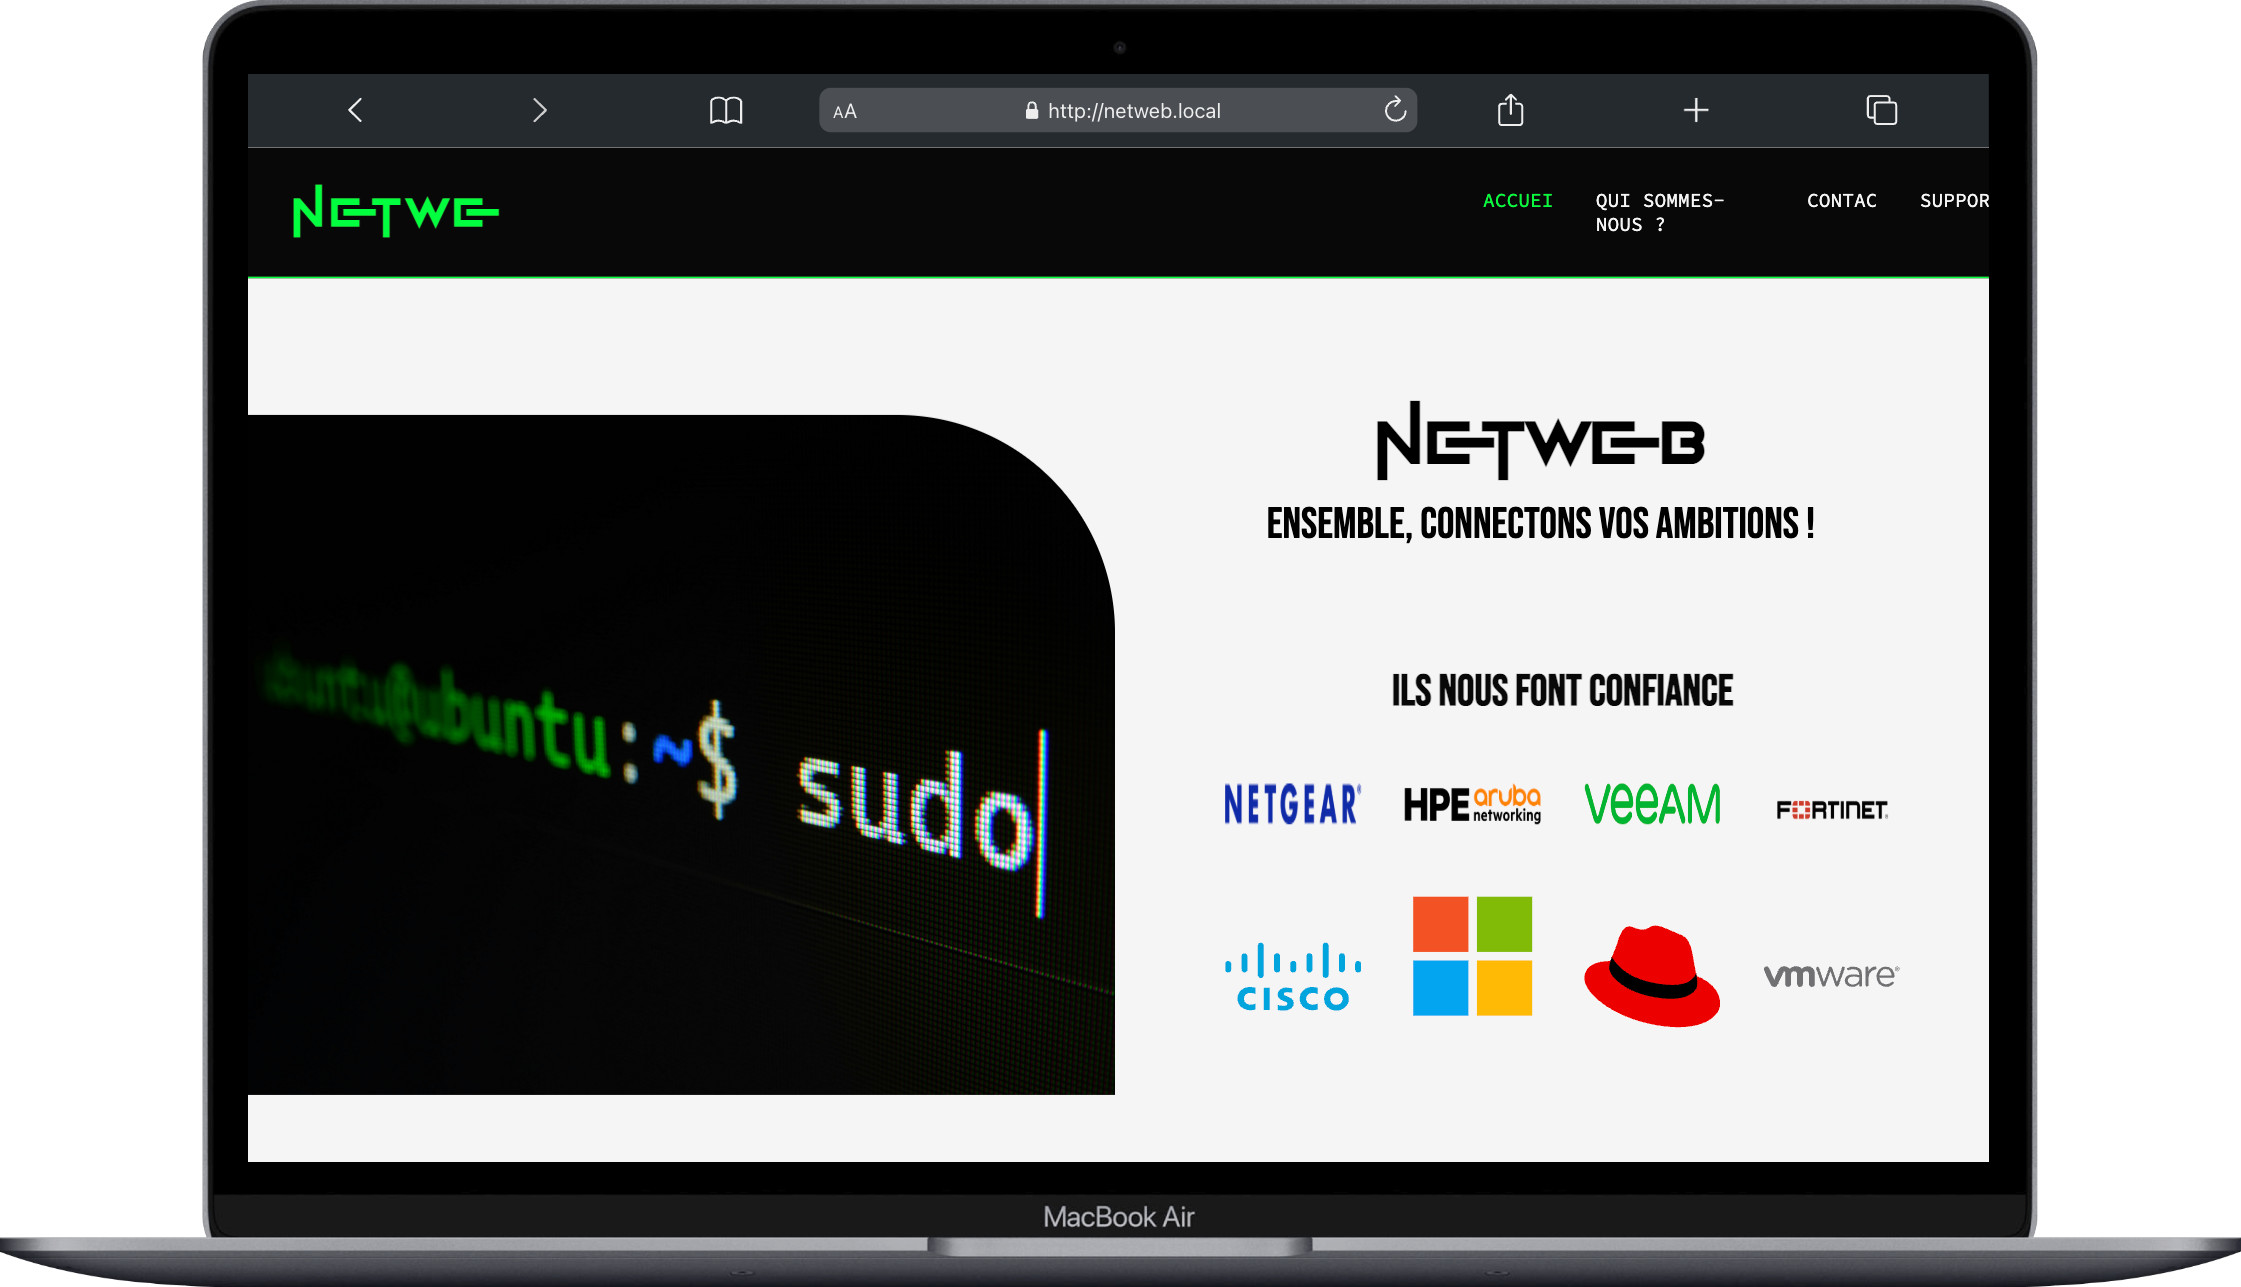 AA
http://netweb.local
NETWE
ACCUEI
QUI SOMMES-
NOUS ?
CONTAC
SUPPOR
NETWEB
ENSEMBLE, CONNECTONS VOS AMBITIONS !
ubuntu@ubuntu:~$ sudo
ILS NOUS FONT CONFIANCE
NETGEAR®
HPE aruba
networking
veeAM
FORTINET®
CISCO
vmware®
MacBook Air